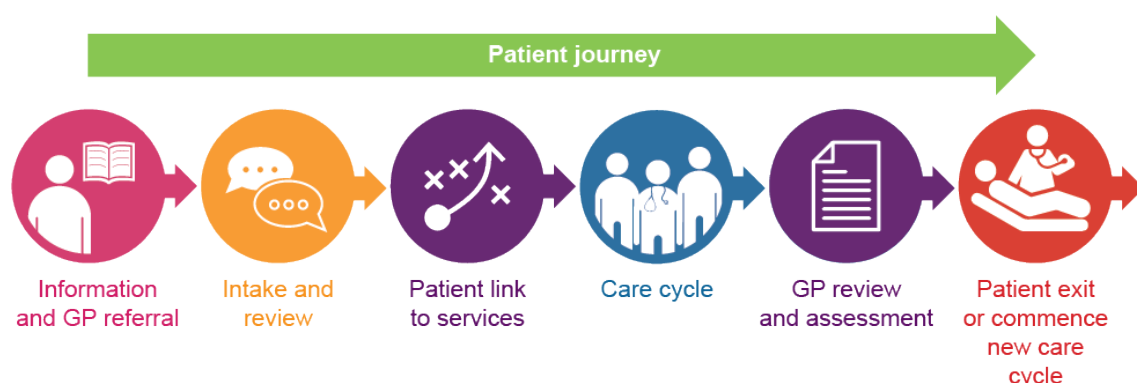 Patient journey
Information
and GP referral
Intake and
review
Patient link
to services
Care cycle
GP review
and assessment
Patient exit
or commence
new care
cycle